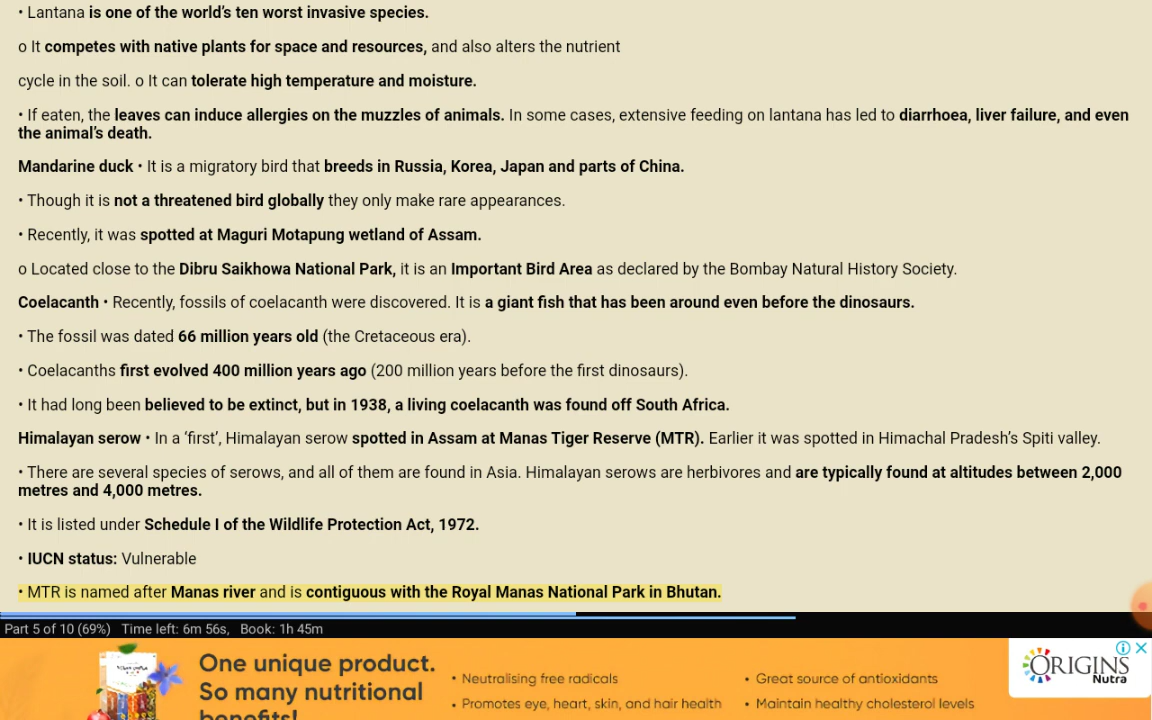 • Lantana is one of the world's ten worst invasive species.
o It competes with native plants for space and resources, and also alters the nutrient
cycle in the soil. o It can tolerate high temperature and moisture.
• If eaten, the leaves can induce allergies on the muzzles of animals. In some cases, extensive feeding on lantana has led to diarrhoea, liver failure, and even
the animal's death.
Mandarine duck • It is a migratory bird that breeds in Russia, Korea, Japan and parts of China.
• Though it is not a threatened bird globally they only make rare appearances.
• Recently, it was spotted at Maguri Motapung wetland of Assam.
o Located close to the Dibru Saikhowa National Park, it is an Important Bird Area as declared by the Bombay Natural History Society.
Coelacanth • Recently, fossils of coelacanth were discovered. It is a giant fish that has been around even before the dinosaurs.
• The fossil was dated 66 million years old (the Cretaceous era).
• Coelacanths first evolved 400 million years ago (200 million years before the first dinosaurs).
• It had long been believed to be extinct, but in 1938, a living coelacanth was found off South Africa.
Himalayan serow • In a 'first', Himalayan serow spotted in Assam at Manas Tiger Reserve (MTR). Earlier it was spotted in Himachal Pradesh's Spiti valley.
• There are several species of serows, and all of them are found in Asia. Himalayan serows are herbivores and are typically found at altitudes between 2,000
metres and 4,000 metres.
• It is listed under Schedule I of the Wildlife Protection Act, 1972.
• IUCN status: Vulnerable
• MTR is named after Manas river and is contiguous with the Royal Manas National Park in Bhutan.
Part 5 of 10 (69%) Time left: 6m 56s, Book: 1h 45m
One unique product.
So many nutritional
benefits!
• Neutralising free radicals
• Promotes eye, heart, skin, and hair health
• Great source of antioxidants
• Maintain healthy cholesterol levels
ORIGINS
Nutra